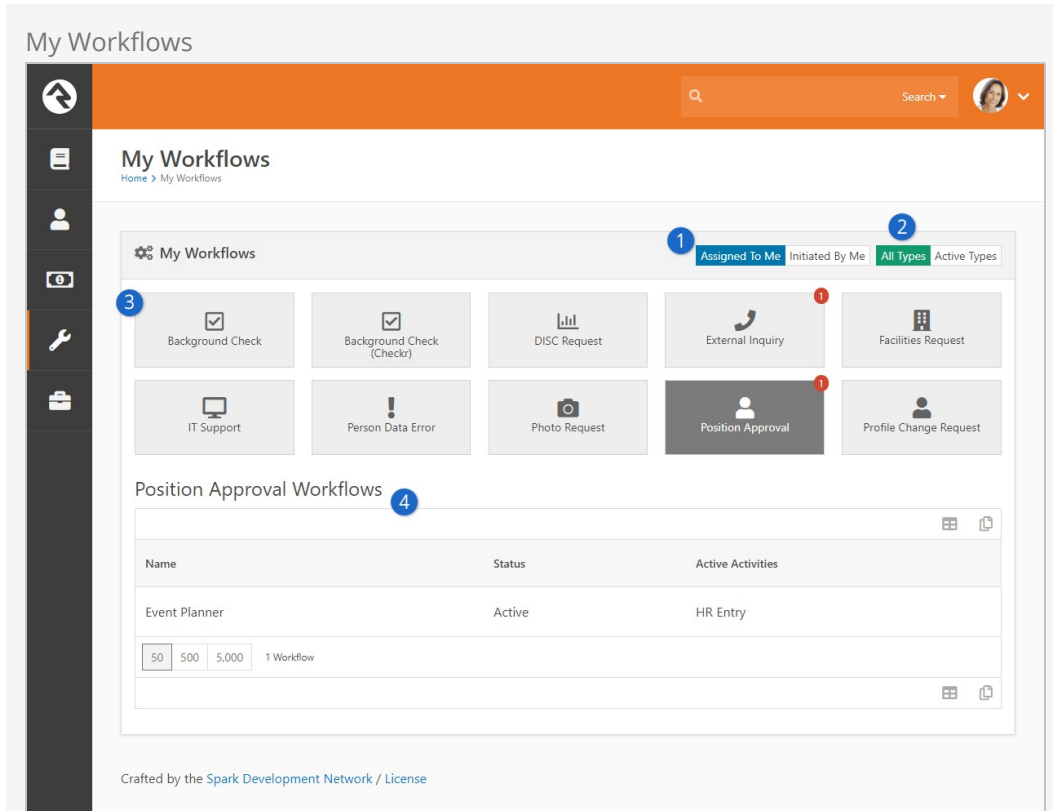 My Workflows
Search
My Workflows
Home > My Workflows
My Workflows
1
Assigned To Me Initiated By Me
2
All Types Active Types
3
Background Check
Background Check
(Checkr)
DISC Request
1
External Inquiry
Facilities Request
IT Support
Person Data Error
Photo Request
1
Position Approval
Profile Change Request
Position Approval Workflows
4
Name Status Active Activities
Event Planner Active HR Entry
50 500 5,000 1 Workflow
Crafted by the Spark Development Network / License